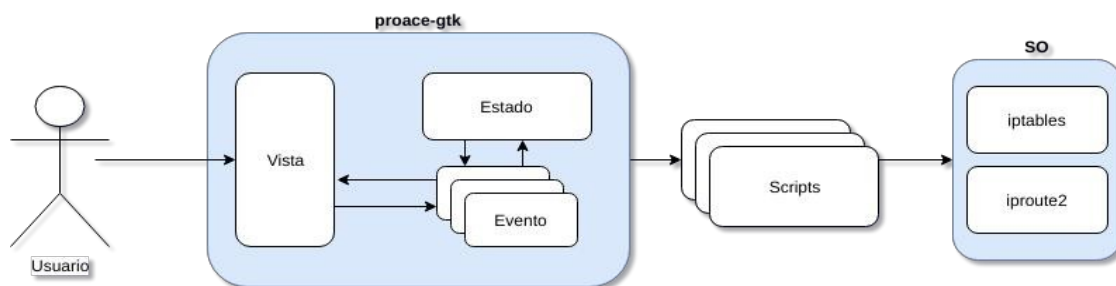 proace-gtk
SO
Estado
iptables
Vista
Scripts
iproute2
Evento
Usuario